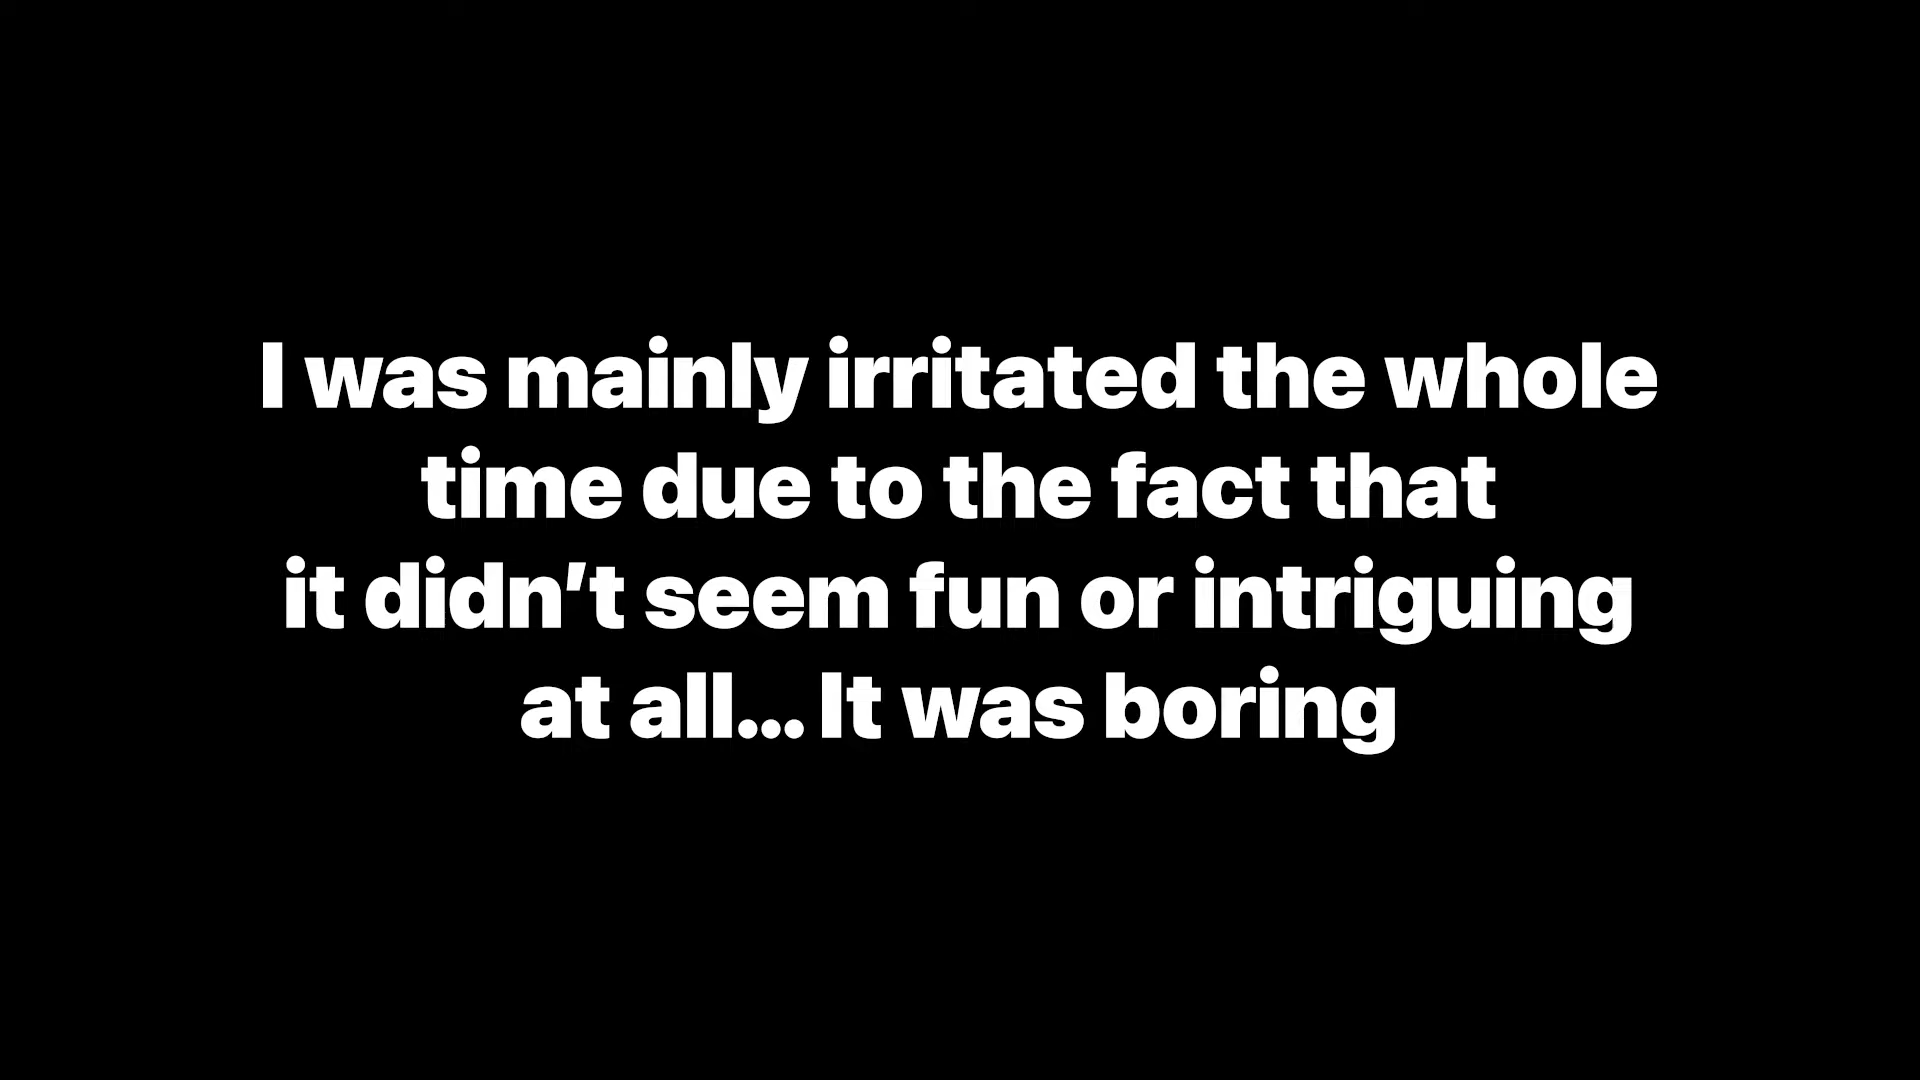 I was mainly irritated the whole
time due to the fact that
it didn’t seem fun or intriguing
at all... It was boring